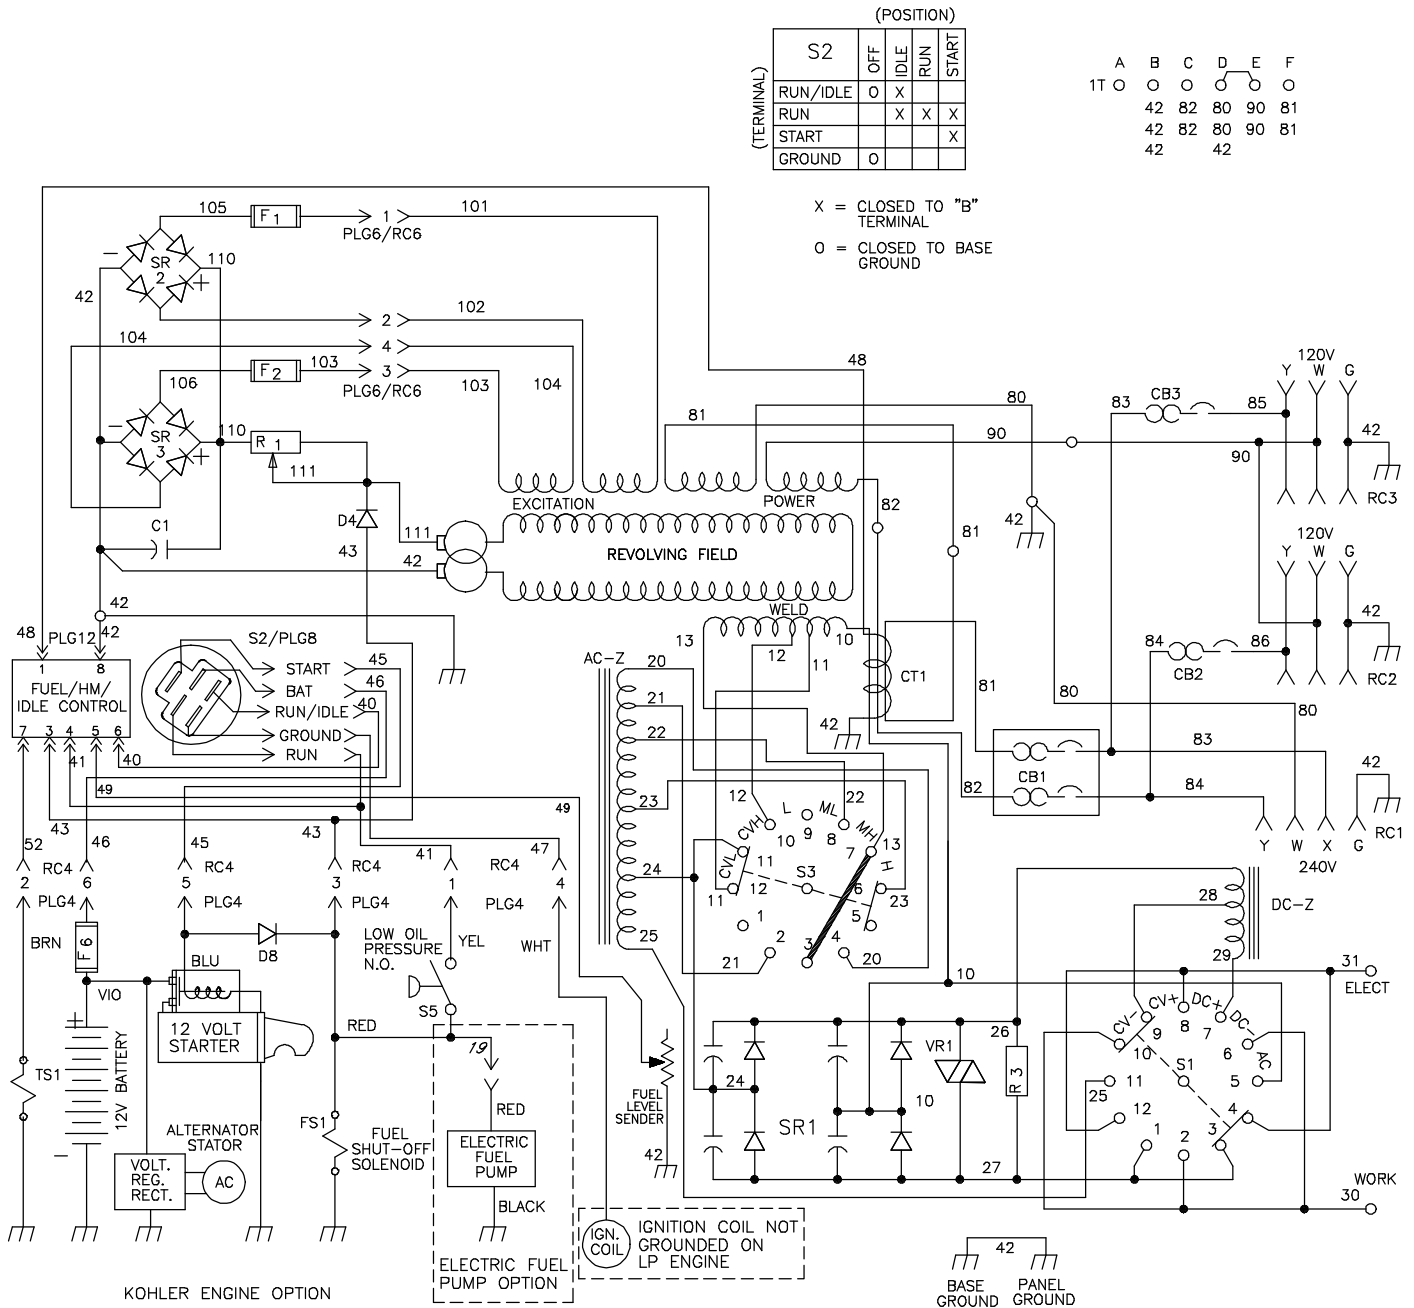 (POSITION)
S2 OFF IDLE RUN START
(TERMINAL)
RUN/IDLE O X
RUN X X X
START X
GROUND O
X = CLOSED TO "B"
TERMINAL
O = CLOSED TO BASE
GROUND
A B C D E F
1T
42 82 80 90 81
42 82 80 90 81
42 42
105 F1 1 101
PLG6/RC6
SR
2
110
- +
42
102
2
104 4
106 F2 103 3
PLG6/RC6
103 104
48
SR
3
- +
110 R1
111
C1
D4
43
111
42
EXCITATION
POWER
REVOLVING FIELD
WELD
81 80
90
82
42
81
83 CB3 85
120V
Y W G
42
RC3
90
120V
Y W G
42
RC2
84 CB2 86
80
80
81
83
CB1
82 84
42
RC1
Y W X G
240V
42
48 PLG12 42
1 8
FUEL/HM/
IDLE CONTROL
7 3 4 5 6
S2/PLG8
START 45
BAT 46
RUN/IDLE 40
GROUND
RUN
41 40
49 49
43 43
52 46 45 41 47
RC4 RC4 RC4
2 6 5 3 1 4
PLG4 PLG4 PLG4
BRN F6
BLU D8
VIO
RED
+ -
12V BATTERY
12 VOLT
STARTER
TS1
ALTERNATOR
STATOR
VOLT.
REG.
RECT.
AC
FS1
FUEL
SHUT-OFF
SOLENOID
KOHLER ENGINE OPTION
LOW OIL
PRESSURE
N.O.
YEL
S5
WHT
19
RED
ELECTRIC
FUEL
PUMP
BLACK
ELECTRIC FUEL
PUMP OPTION
IGN.
COIL
IGNITION COIL NOT
GROUNDED ON
LP ENGINE
FUEL
LEVEL
SENDER
42
AC-Z
20
21
22
23
24
25
13 12 11 10
CT1
42
12 L ML 22
CVH MH 13
CVL H
10 9 8 7
11 6
12 S3 23
11 5
1
2 3 4
21 20
10
24
SR1
10
VR1
26
R3
27
28
DC-Z
29
31
ELECT
CV- CV+ DC+ DC- AC
9 8 7
10 6
11 S1 5
25
12 4
1 2 3
WORK
30
42
BASE
GROUND
PANEL
GROUND